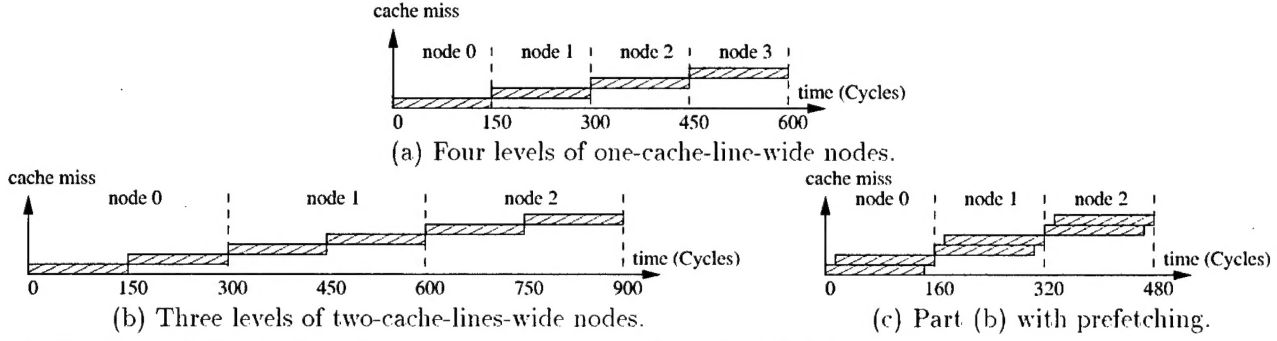 cache miss
node 0 node 1 node 2 node 3
time (Cycles)
0 150 300 450 600
(a) Four levels of one-cache-line-wide nodes.
cache miss
node 0 node 1 node 2
time (Cycles)
0 150 300 450 600 750 900
(b) Three levels of two-cache-lines-wide nodes.
cache miss
node 0 node 1 node 2
time (Cycles)
0 160 320 480
(c) Part (b) with prefetching.